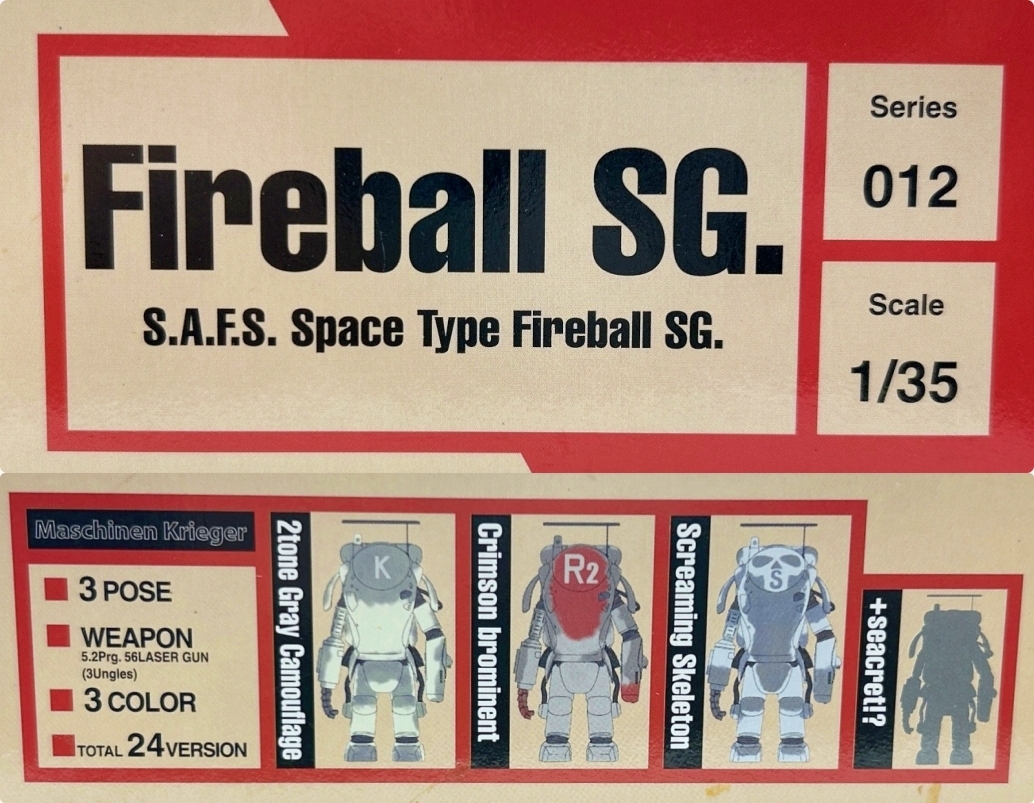 Fireball SG.
S.A.F.S. Space Type Fireball SG.
Series
012
Scale
1/35
Maschinen Krieger
3 POSE
WEAPON
5.2Prg. 56LASER GUN
(3Ungles)
3 COLOR
TOTAL 24VERSION
2tone Gray Camouflage
K
Crimson brominent
R2
Screaming Skeleton
S
+seacret!?